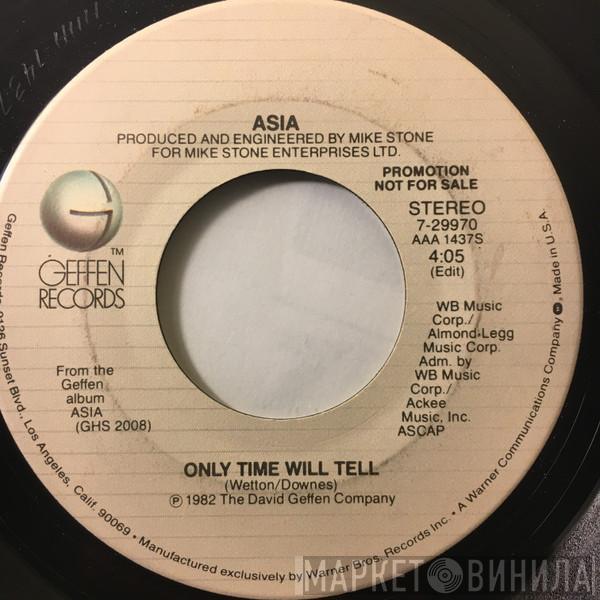 ASIA
PRODUCED AND ENGINEERED BY MIKE STONE
FOR MIKE STONE ENTERPRISES LTD.
PROMOTION
NOT FOR SALE
STEREO
7-29970
AAA 1437S
4:05
(Edit)
TM
GEFFEN
RECORDS
WB Music
Corp./
Almond-Legg
Music Corp.
Adm. by
WB Music
Corp./
Ackee
Music, Inc.
ASCAP
From the
Geffen
album
ASIA
(GHS 2008)
ONLY TIME WILL TELL
(Wetton/Downes)
Ⓟ 1982 The David Geffen Company
Geffen Records, 9126 Sunset Blvd., Los Angeles, Calif. 90069 • Manufactured exclusively by Warner Bros. Records Inc. • A Warner Communications Company, Made in U.S.A.
МАРКЕТ ВИНИЛА